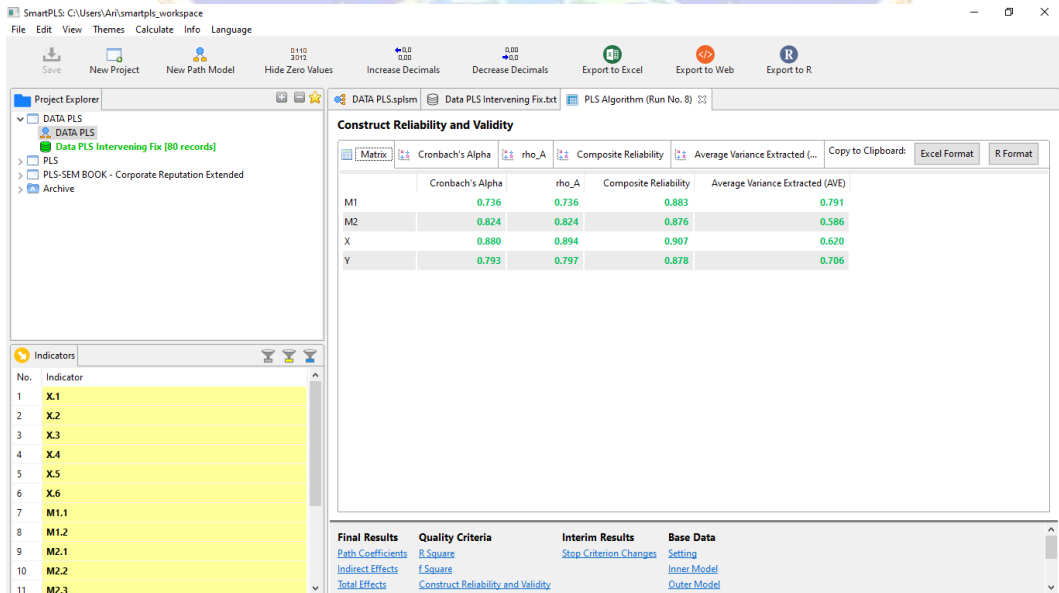 SmartPLS: C:\Users\Ari\smartpls_workspace
File Edit View Themes Calculate Info Language
Save New Project New Path Model Hide Zero Values Increase Decimals Decrease Decimals Export to Excel Export to Web Export to R
Project Explorer
DATA PLS
DATA PLS
Data PLS Intervening Fix [80 records]
PLS
PLS-SEM BOOK - Corporate Reputation Extended
Archive
Indicators
No. Indicator
1 X.1
2 X.2
3 X.3
4 X.4
5 X.5
6 X.6
7 M1.1
8 M1.2
9 M2.1
10 M2.2
11 M2.3
DATA PLS.splsm Data PLS Intervening Fix.txt PLS Algorithm (Run No. 8)
Construct Reliability and Validity
Matrix Cronbach's Alpha rho_A Composite Reliability Average Variance Extracted (... Copy to Clipboard: Excel Format R Format
Cronbach's Alpha rho_A Composite Reliability Average Variance Extracted (AVE)
M1 0.736 0.736 0.883 0.791
M2 0.824 0.824 0.876 0.586
X 0.880 0.894 0.907 0.620
Y 0.793 0.797 0.878 0.706
Final Results Quality Criteria Interim Results Base Data
Path Coefficients R Square Stop Criterion Changes Setting
Indirect Effects f Square Inner Model
Total Effects Construct Reliability and Validity Outer Model